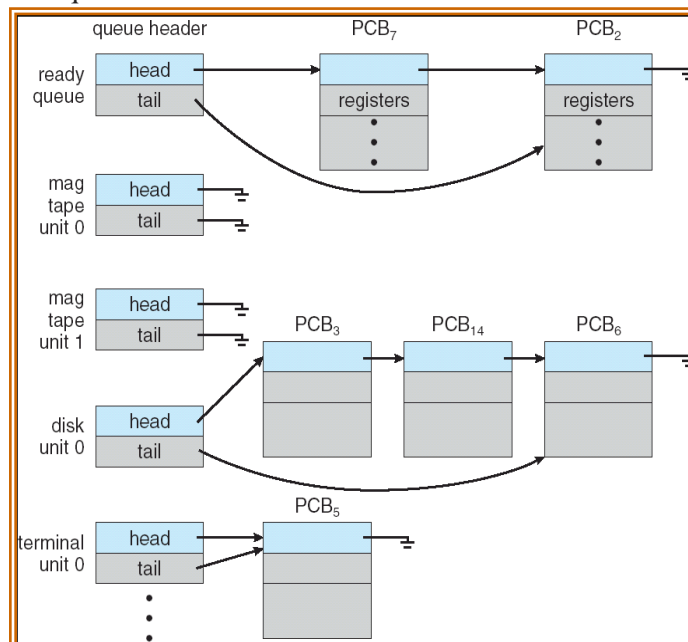 queue header PCB7 PCB2
ready
queue
head
tail
registers registers
mag
tape
unit 0
head
tail
mag
tape
unit 1
head
tail
PCB3 PCB14 PCB6
disk
unit 0
head
tail
PCB5
terminal
unit 0
head
tail